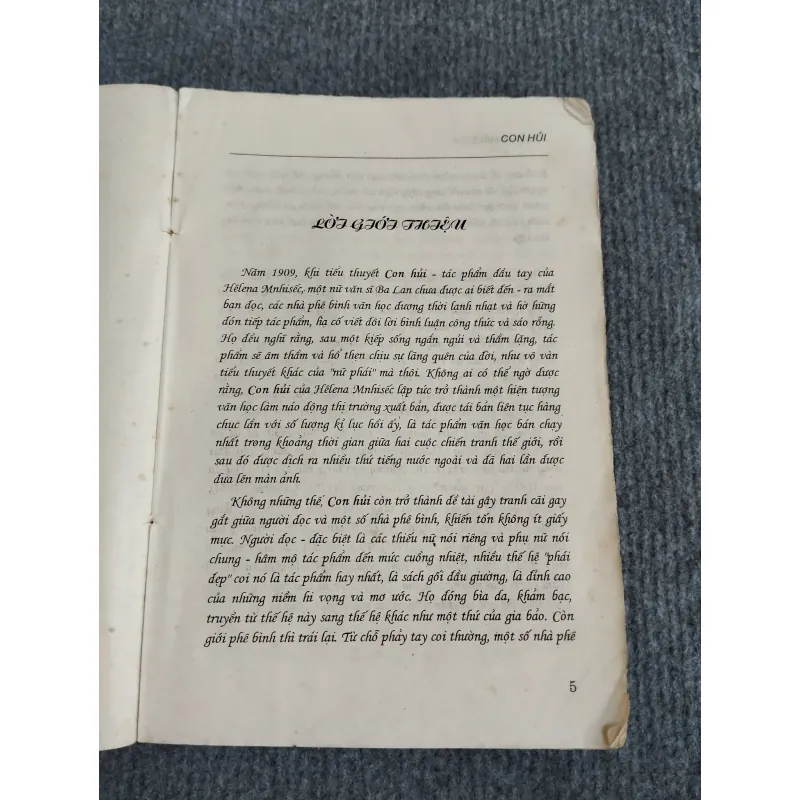 CON HỦI
LỜI GIỚI THIỆU
Năm 1909, khi tiểu thuyết Con hủi - tác phẩm đầu tay của
Hêlena Mnhisếc, một nữ văn sĩ Ba Lan chưa được ai biết đến - ra mắt
bạn đọc, các nhà phê bình văn học đương thời lạnh nhạt và hờ hững
đón tiếp tác phẩm, họ cố viết đôi lời bình luận công thức và sáo rỗng.
Họ đều nghĩ rằng, sau một kiếp sống ngắn ngủi và thầm lặng, tác
phẩm sẽ âm thầm và hổ thẹn chịu sự lãng quên của đời, như vô vàn
tiểu thuyết khác của "nữ phái" mà thôi. Không ai có thể ngờ được
rằng, Con hủi của Hêlena Mnhisếc lập tức trở thành một hiện tượng
văn học làm náo động thị trường xuất bản, được tái bản liên tục hàng
chục lần với số lượng kỉ lục hồi ấy, là tác phẩm văn học bán chạy
nhất trong khoảng thời gian giữa hai cuộc chiến tranh thế giới, rồi
sau đó được dịch ra nhiều thứ tiếng nước ngoài và đã hai lần được
đưa lên màn ảnh.
Không những thế, Con hủi còn trở thành đề tài gây tranh cãi gay
gắt giữa người đọc và một số nhà phê bình, khiến tốn không ít giấy
mực. Người đọc - đặc biệt là các thiếu nữ nói riêng và phụ nữ nói
chung - hâm mộ tác phẩm đến mức cuồng nhiệt, nhiều thế hệ "phái
đẹp" coi nó là tác phẩm hay nhất, là sách gối đầu giường, là đỉnh cao
của những niềm hi vọng và mơ ước. Họ đóng bìa da, khảm bạc,
truyền từ thế hệ này sang thế hệ khác như một thứ của gia bảo. Còn
giới phê bình thì trái lại. Từ chỗ phảy tay coi thường, một số nhà phê
5